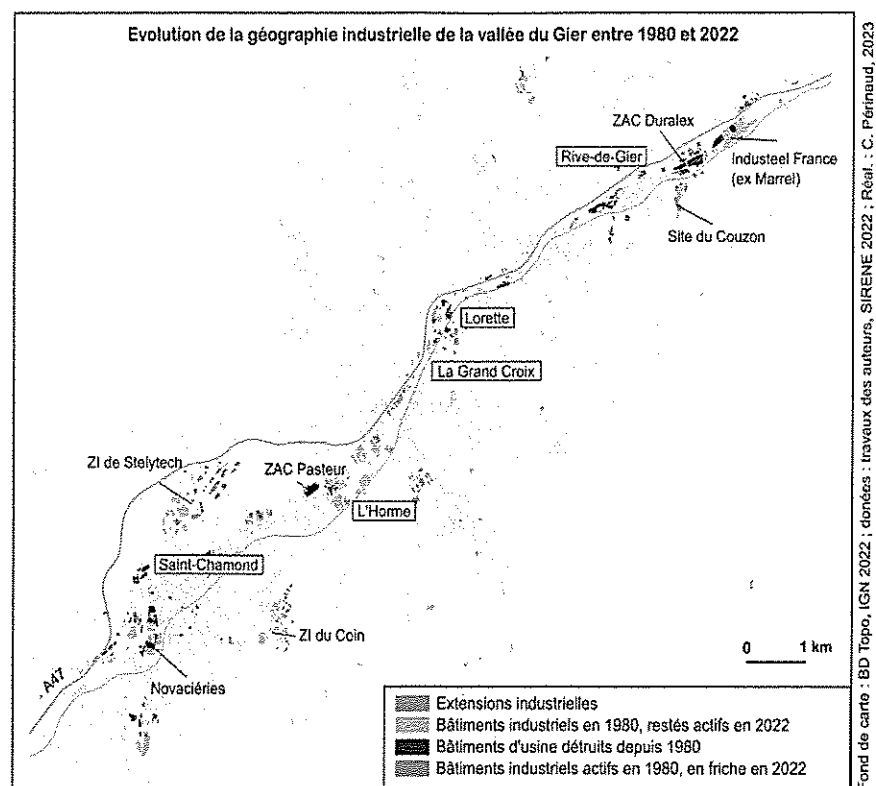 Evolution de la géographie industrielle de la vallée du Gier entre 1980 et 2022
ZAC Duralex
Rive-de-Gier
Industeel France
(ex Marrel)
Site du Couzon
Lorette
La Grand Croix
ZI de Stelytech
ZAC Pasteur
L'Horme
Saint-Chamond
ZI du Coin
0 1 km
A47
Novaciéries
Extensions industrielles
Bâtiments industriels en 1980, restés actifs en 2022
Bâtiments d'usine détruits depuis 1980
Bâtiments industriels actifs en 1980, en friche en 2022
Fond de carte : BD Topo, IGN 2022 ; donées : travaux des auteurs, SIRENE 2022 ; Réal. : C. Périnaud, 2023